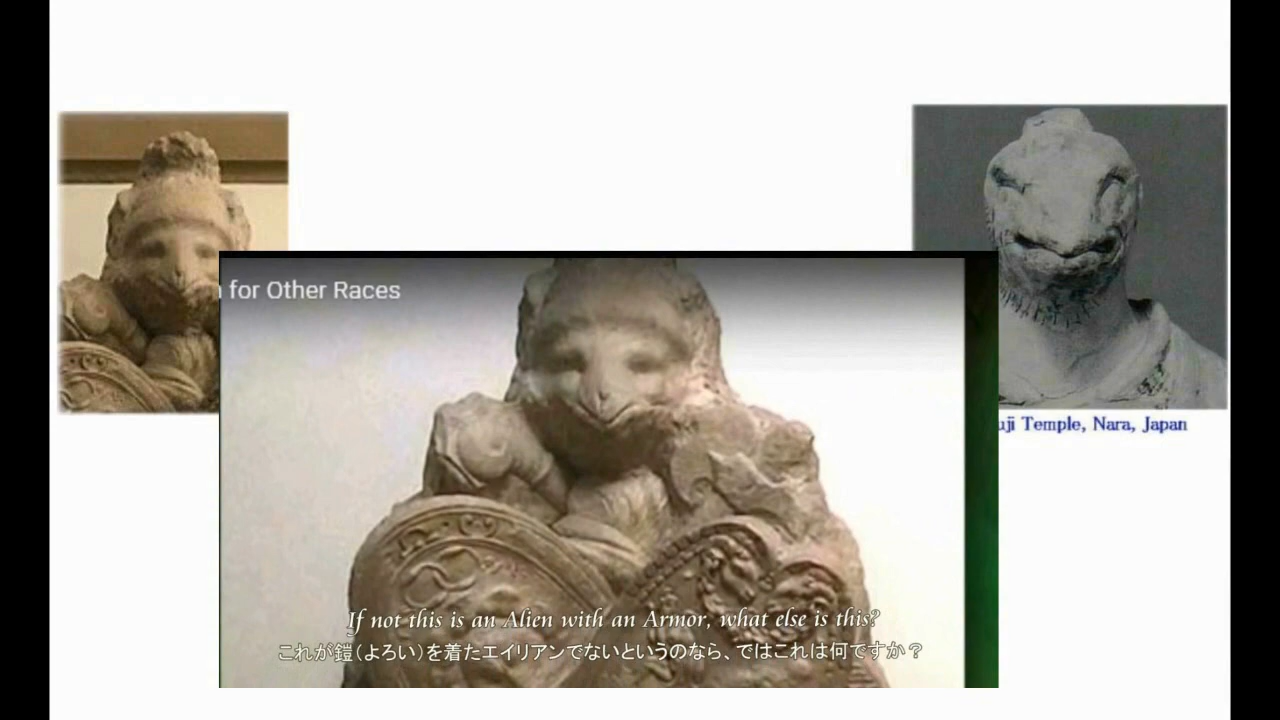 for Other Races
uji Temple, Nara, Japan
If not this is an Alien with an Armor, what else is this?
これが鎧(よろい)を着たエイリアンでないというのなら、ではこれは何ですか?